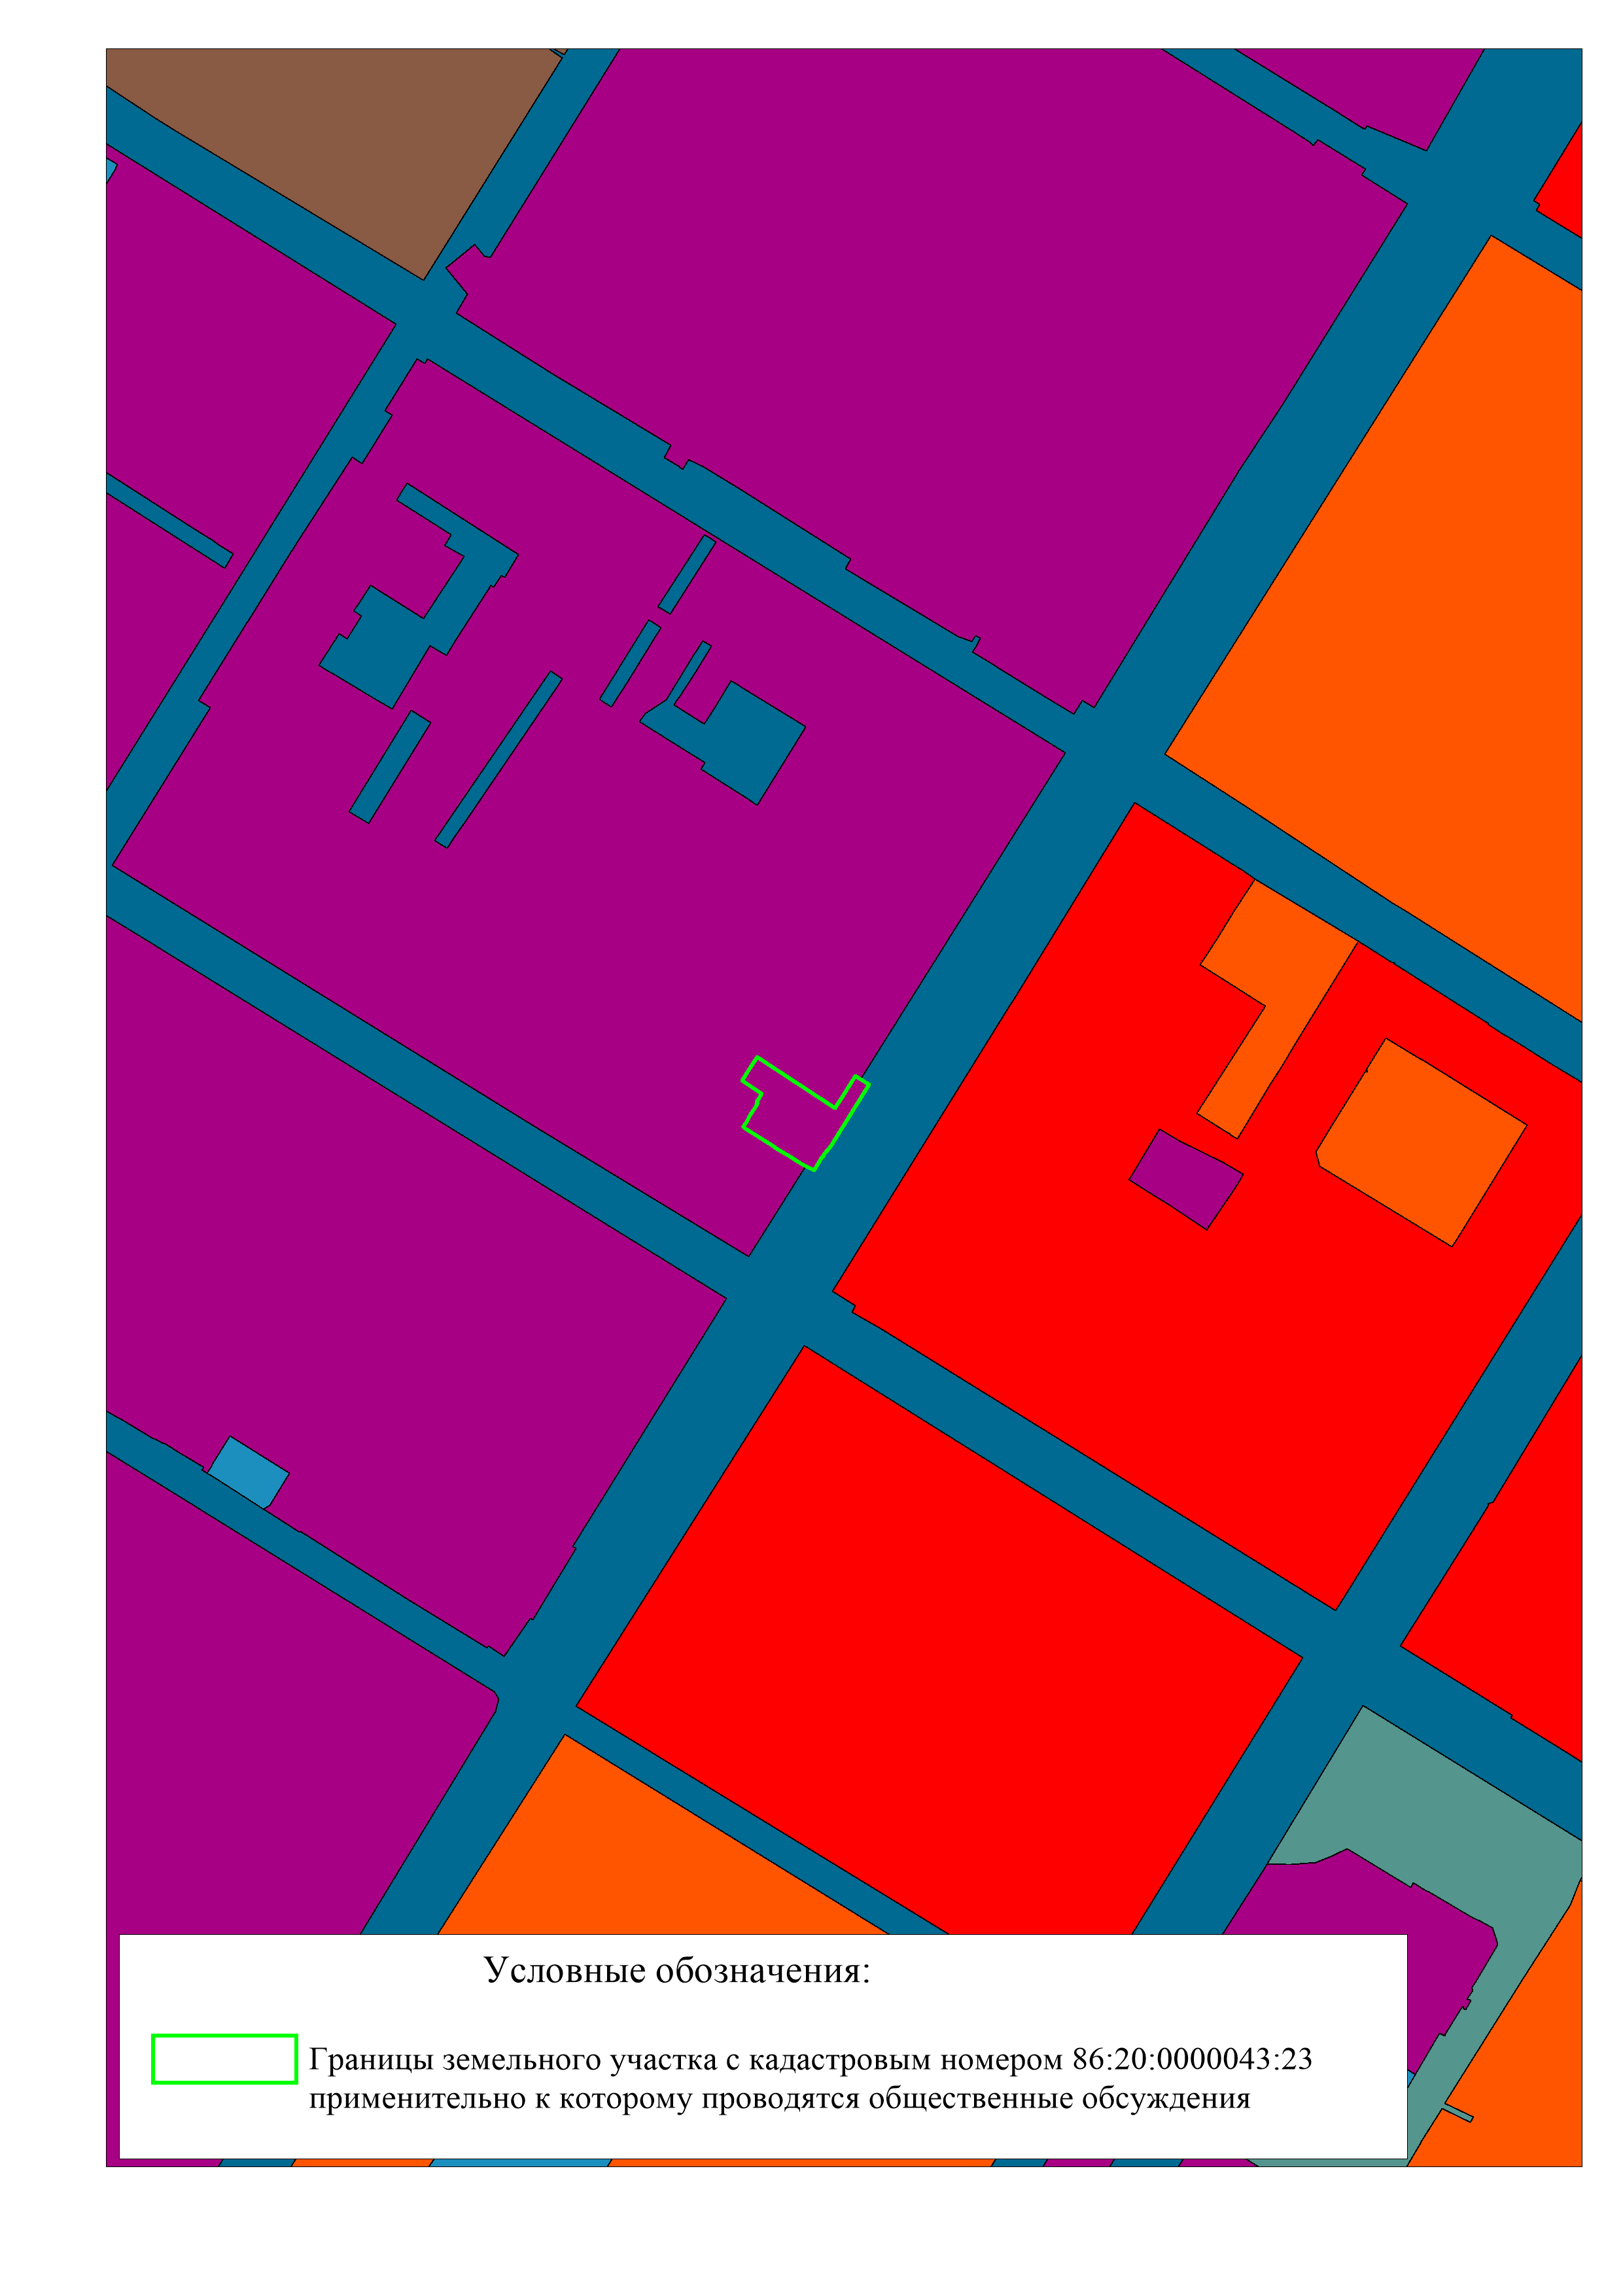 Условные обозначения:
Границы земельного участка с кадастровым номером 86:20:0000043:23
применительно к которому проводятся общественные обсуждения